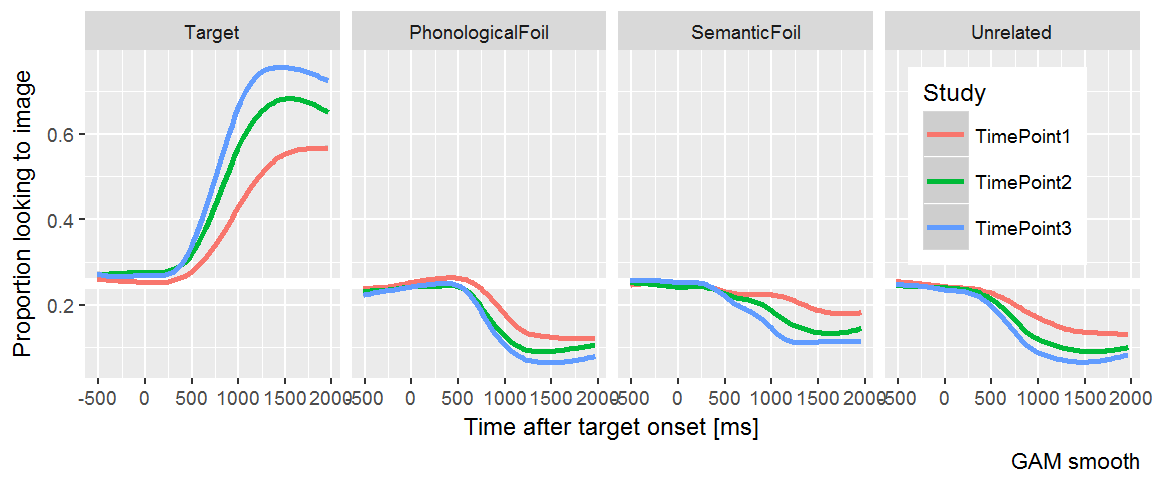 Target PhonologicalFoil SemanticFoil Unrelated
Proportion looking to image
0.6
0.4
0.2
Study
TimePoint1
TimePoint2
TimePoint3
-500 0 500 1000 1500 2000 -500 0 500 1000 1500 2000 -500 0 500 1000 1500 2000 -500 0 500 1000 1500 2000
Time after target onset [ms]
GAM smooth